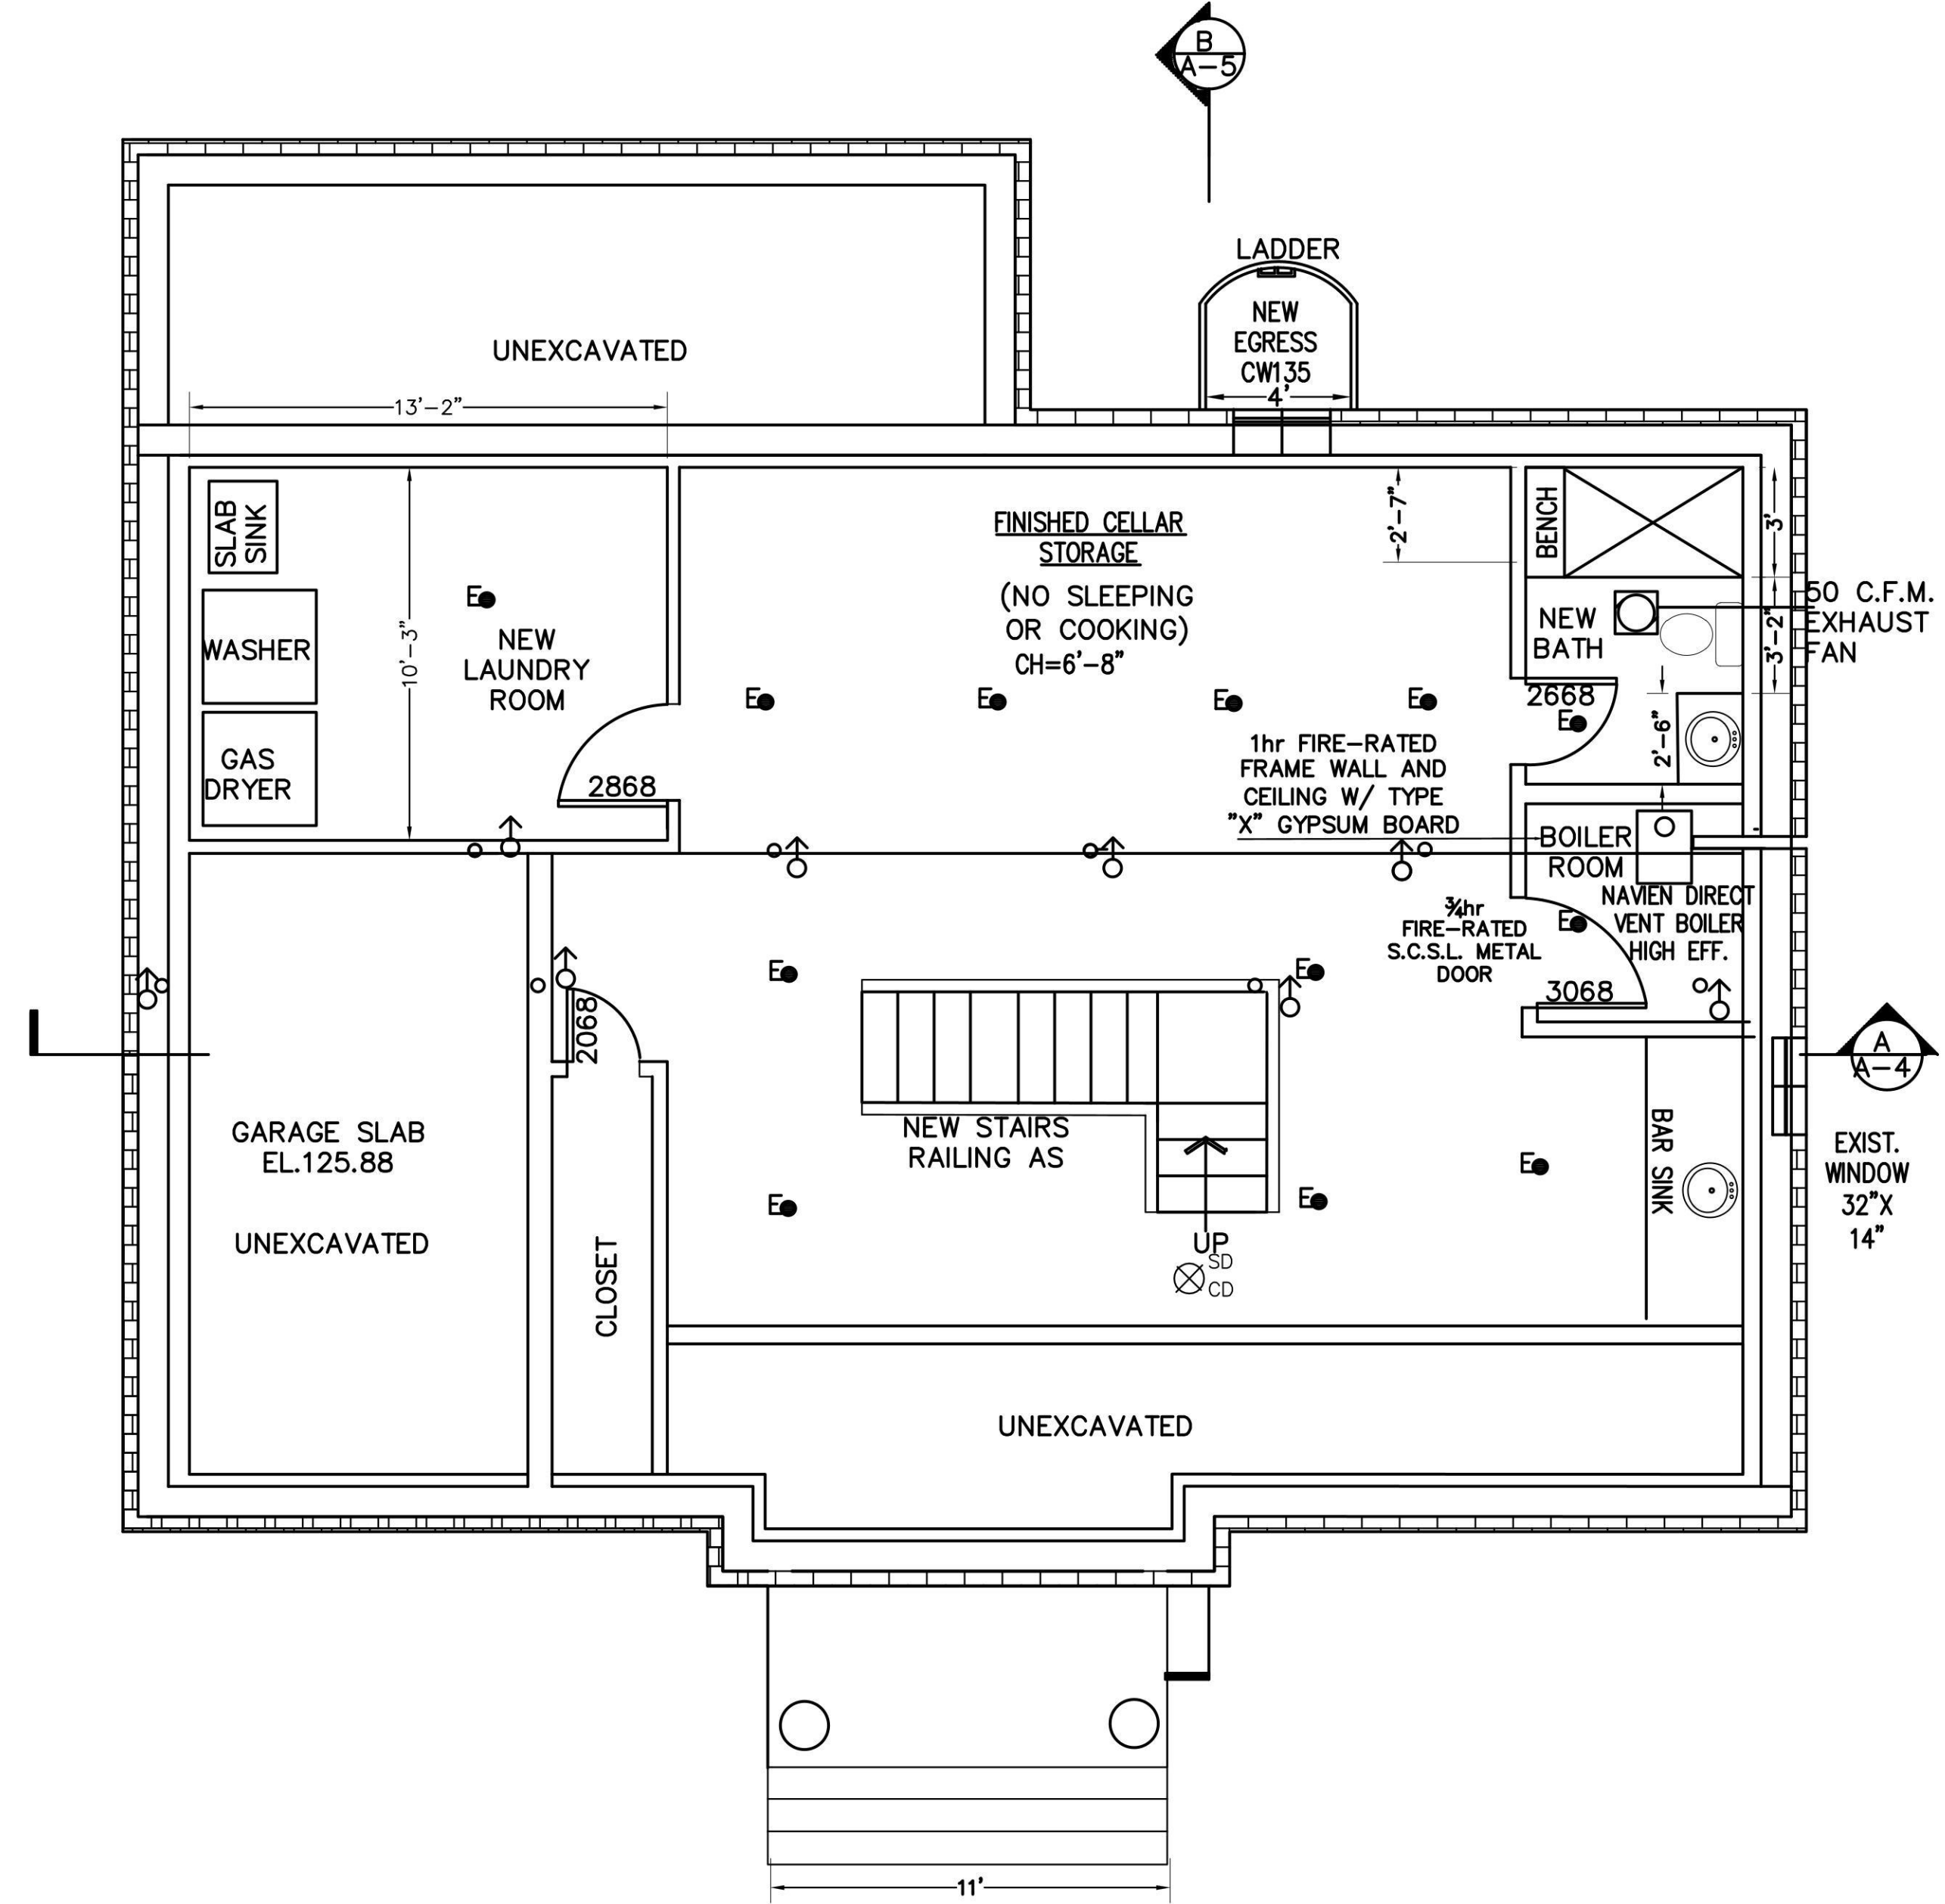 B
A-5
LADDER
NEW
EGRESS
CW135
4'
UNEXCAVATED
13'-2"
SLAB
SINK
WASHER
GAS
DRYER
10'-3"
E
NEW
LAUNDRY
ROOM
2868
FINISHED CELLAR
STORAGE
(NO SLEEPING
OR COOKING)
CH=6'-8"
E
E
E
E
2'-7"
BENCH
3'
NEW
BATH
3'-2"
50 C.F.M.
EXHAUST
FAN
2668
E
2'-6"
1hr FIRE-RATED
FRAME WALL AND
CEILING W/ TYPE
"X" GYPSUM BOARD
BOILER
ROOM
NAVIEN DIRECT
VENT BOILER
HIGH EFF.
3/4hr
FIRE-RATED
S.C.S.L. METAL
DOOR
E
3068
E
E
2068
A
A-4
GARAGE SLAB
EL.125.88
UNEXCAVATED
NEW STAIRS
RAILING AS
BAR SINK
EXIST.
WINDOW
32"X
14"
E
E
E
UP
SD
CD
CLOSET
UNEXCAVATED
11'